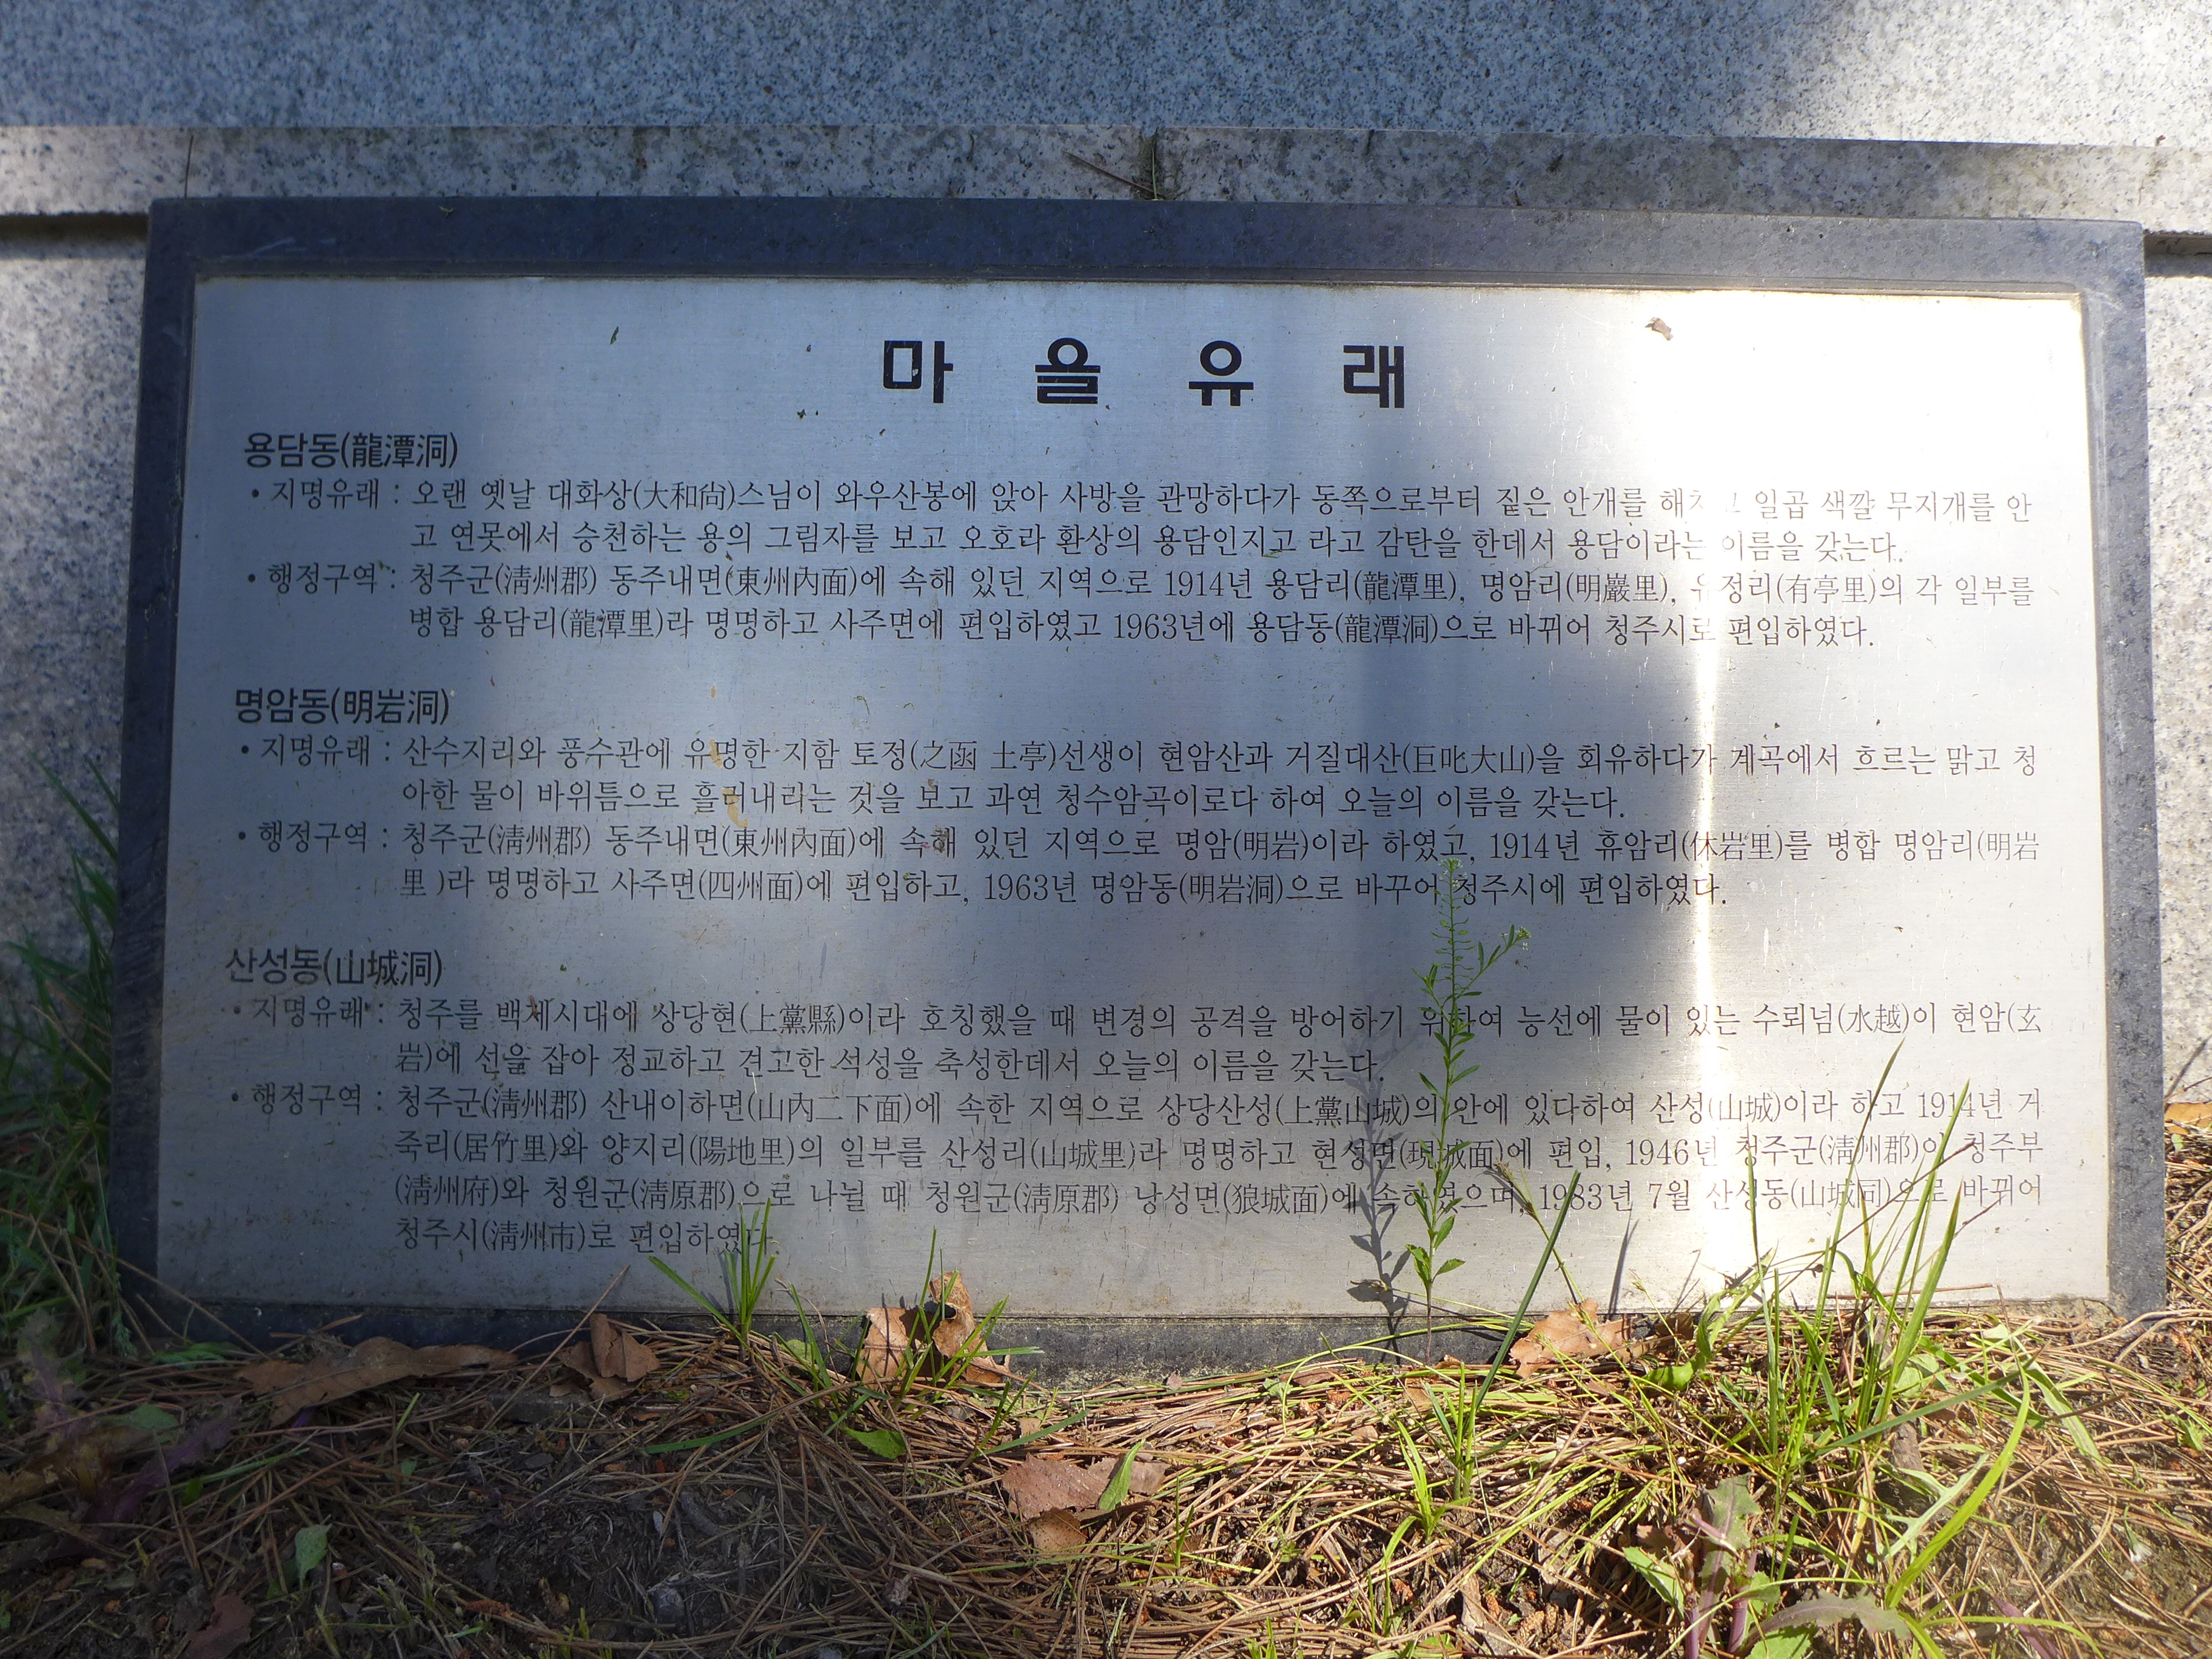 마 을 유 래
용담동(龍潭洞)
• 지명유래 : 오랜 옛날 대화상(大和尙)스님이 와우산봉에 앉아 사방을 관망하다가 동쪽으로부터 짙은 안개를 일곱 색깔 무지개를 안
고 연못에서 승천하는 용의 그림자를 보고 오호라 환상의 용담인지고 라고 감탄을 한데서 용담이라는 이름을 갖는다.
• 행정구역 : 청주군(淸州郡) 동주내면(東州內面)에 속해 있던 지역으로 1914년 용담리(龍潭里), 명암리(明巖里), 유정리(有亭里)의 각 일부를
병합 용담리(龍潭里)라 명명하고 사주면에 편입하였고 1963년에 용담동(龍潭洞)으로 바뀌어 청주시로 편입하였다.
명암동(明岩洞)
• 지명유래 : 산수지리와 풍수관에 유명한 지함 토정(之函 土亭)선생이 현암산과 거질대산(巨叱大山)을 회유하다가 계곡에서 흐르는 맑고 청
아한 물이 바위틈으로 흘러내리는 것을 보고 과연 청수암곡이로다 하여 오늘의 이름을 갖는다.
• 행정구역 : 청주군(淸州郡) 동주내면(東州內面)에 속해 있던 지역으로 명암(明岩)이라 하였고, 1914년 휴암리(休岩里)를 병합 명암리(明岩
里 )라 명명하고 사주면(四州面)에 편입하고, 1963년 명암동(明岩洞)으로 바꾸어 청주시에 편입하였다.
산성동(山城洞)
• 지명유래 : 청주를 백제시대에 상당현(上黨縣)이라 호칭했을 때 변경의 공격을 방어하기 위하여 능선에 물이 있는 수뢰넘(水越)이 현암(玄
岩)에 선을 잡아 정교하고 견고한 석성을 축성한데서 오늘의 이름을 갖는다.
• 행정구역 : 청주군(淸州郡) 산내이하면(山內二下面)에 속한 지역으로 상당산성(上黨山城)의 안에 있다하여 산성(山城)이라 하고 1914년 거
죽리(居竹里)와 양지리(陽地里)의 일부를 산성리(山城里)라 명명하고 현성면(現城面)에 편입, 1946년 청주군(淸州郡)이 청주부
(淸州府)와 청원군(淸原郡)으로 나뉠 때 청원군(淸原郡) 낭성면(狼城面)에 속하였으며, 1983년 7월 산성동(山城洞)으로 바뀌어
청주시(淸州市)로 편입하였다.